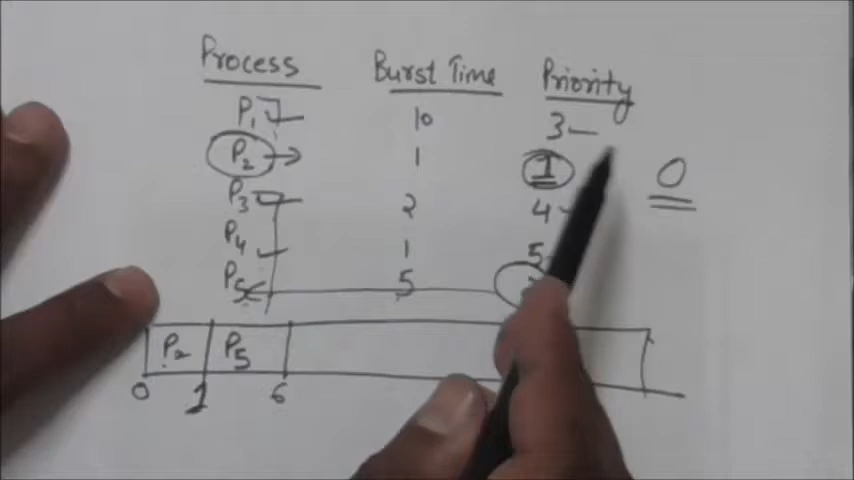 Process Burst Time Priority
P1 10 3
P2 1 1 0
P3 2 4
P4 1 5
P5 5
P2 P5
0 1 6